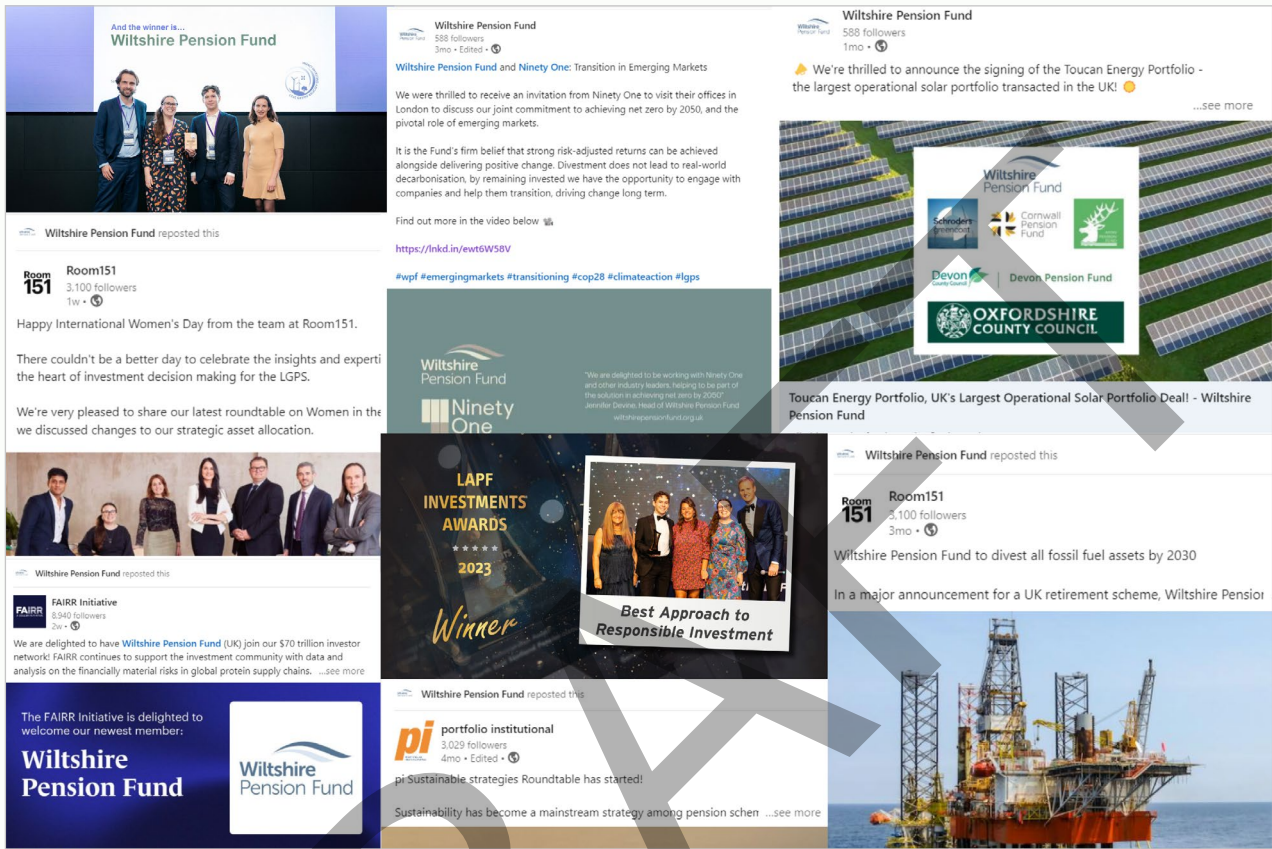 And the winner is...
Wiltshire Pension Fund
Wiltshire Pension Fund reposted this
Room151
3,100 followers
1w •
Happy International Women's Day from the team at Room151.
There couldn't be a better day to celebrate the insights and experti
the heart of investment decision making for the LGPS.
We're very pleased to share our latest roundtable on Women in the
we discussed changes to our strategic asset allocation.
Wiltshire Pension Fund reposted this
FAIRR
FAIRR Initiative
8,940 followers
2w •
We are delighted to have Wiltshire Pension Fund (UK) join our $70 trillion investor
network! FAIRR continues to support the investment community with data and
analysis on the financially material risks in global protein supply chains. ...see more
The FAIRR Initiative is delighted to
welcome our newest member:
Wiltshire
Pension Fund
Wiltshire
Pension Fund
Wiltshire Pension Fund
588 followers
3mo • Edited •
Wiltshire Pension Fund and Ninety One: Transition in Emerging Markets
We were thrilled to receive an invitation from Ninety One to visit their offices in
London to discuss our joint commitment to achieving net zero by 2050, and the
pivotal role of emerging markets.
It is the Fund's firm belief that strong risk-adjusted returns can be achieved
alongside delivering positive change. Divestment does not lead to real-world
decarbonisation, by remaining invested we have the opportunity to engage with
companies and help them transition, driving change long term.
Find out more in the video below
https://lnkd.in/ewt6W58V
#wpf #emergingmarkets #transitioning #cop28 #climateaction #lgps
Wiltshire
Pension Fund
Ninety
One
"We are delighted to be working with Ninety One
and other industry leaders, helping to be part of
the solution in achieving net zero by 2050"
Jennifer Devine, Head of Wiltshire Pension Fund
wiltshirepensionfund.org.uk
LAPF
INVESTMENTS
AWARDS
2023
Winner
Best Approach to
Responsible Investment
Wiltshire Pension Fund reposted this
pi
portfolio institutional
3,029 followers
4mo • Edited •
pi Sustainable strategies Roundtable has started!
Sustainability has become a mainstream strategy among pension schen ...see more
Wiltshire Pension Fund
588 followers
1mo •
We're thrilled to announce the signing of the Toucan Energy Portfolio -
the largest operational solar portfolio transacted in the UK!
...see more
Wiltshire
Pension Fund
Schroders
Greencoat
Cornwall
Pension
Fund
Devon
County Council
Devon Pension Fund
OXFORDSHIRE
COUNTY COUNCIL
Toucan Energy Portfolio, UK's Largest Operational Solar Portfolio Deal! - Wiltshire
Pension Fund
Wiltshire Pension Fund reposted this
Room
151
Room151
3,100 followers
3mo •
Wiltshire Pension Fund to divest all fossil fuel assets by 2030
In a major announcement for a UK retirement scheme, Wiltshire Pension
DRAFT